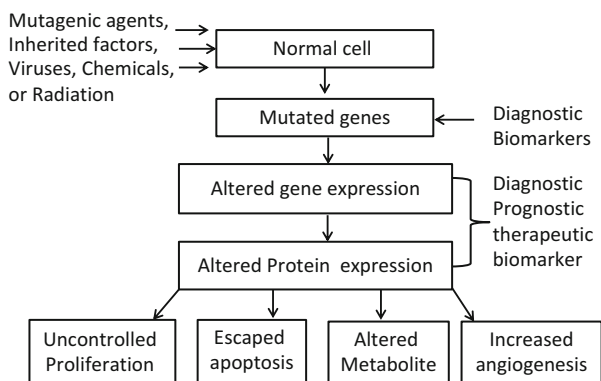 Mutagenic agents,
Inherited factors,
Viruses, Chemicals,
or Radiation
Normal cell
Mutated genes
Diagnostic
Biomarkers
Altered gene expression
Diagnostic
Prognostic
therapeutic
biomarker
Altered Protein expression
Uncontrolled
Proliferation
Escaped
apoptosis
Altered
Metabolite
Increased
angiogenesis